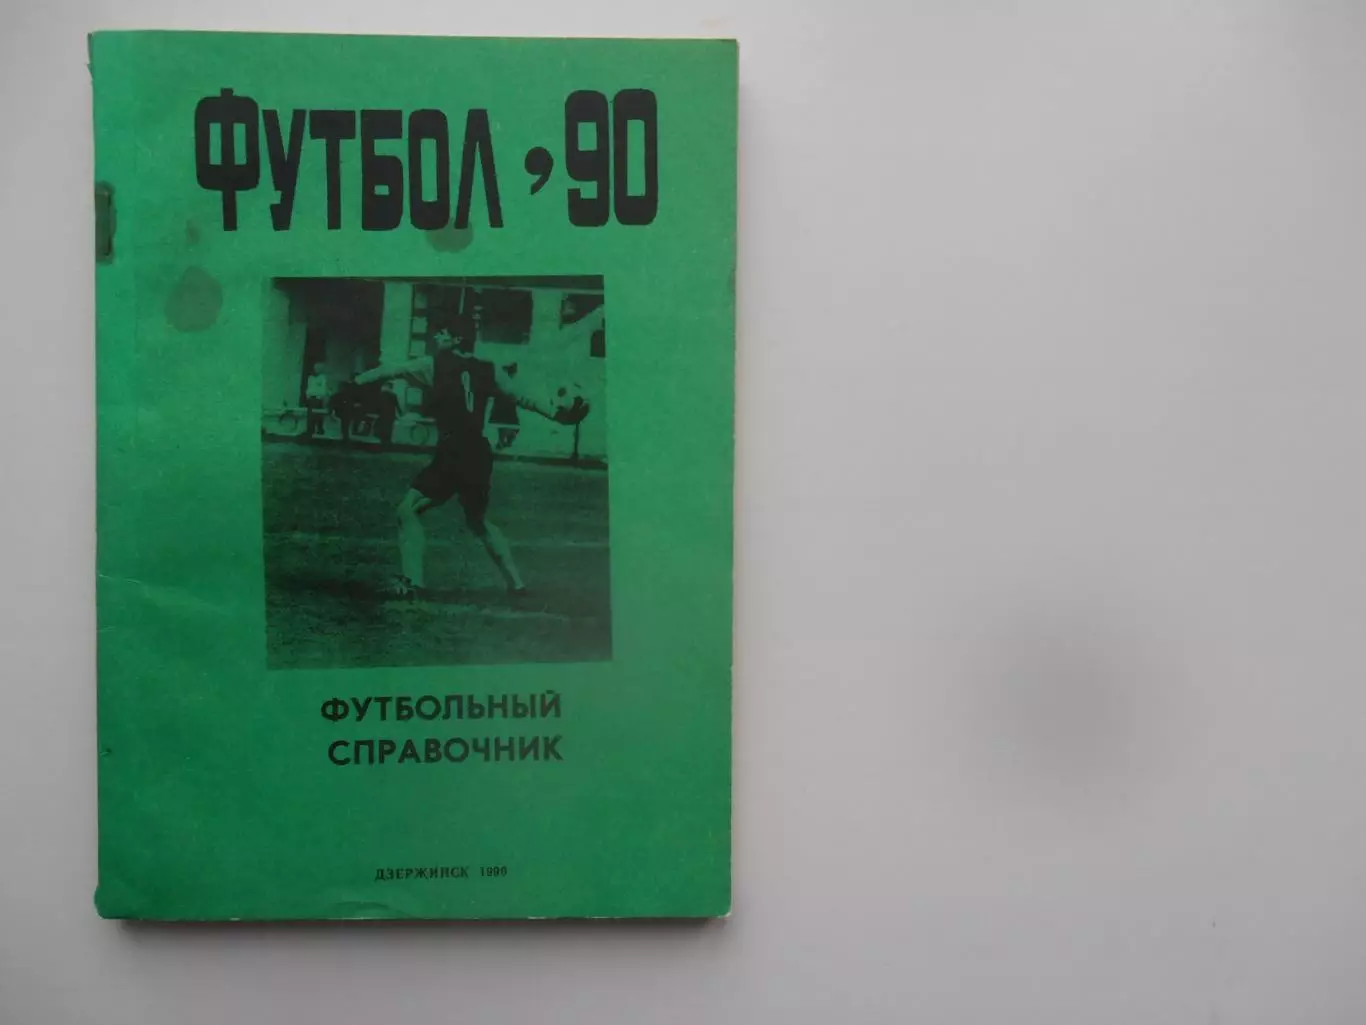 ФУТБОЛ ’90
ФУТБОЛЬНЫЙ
СПРАВОЧНИК
ДЗЕРЖИНСК 1990